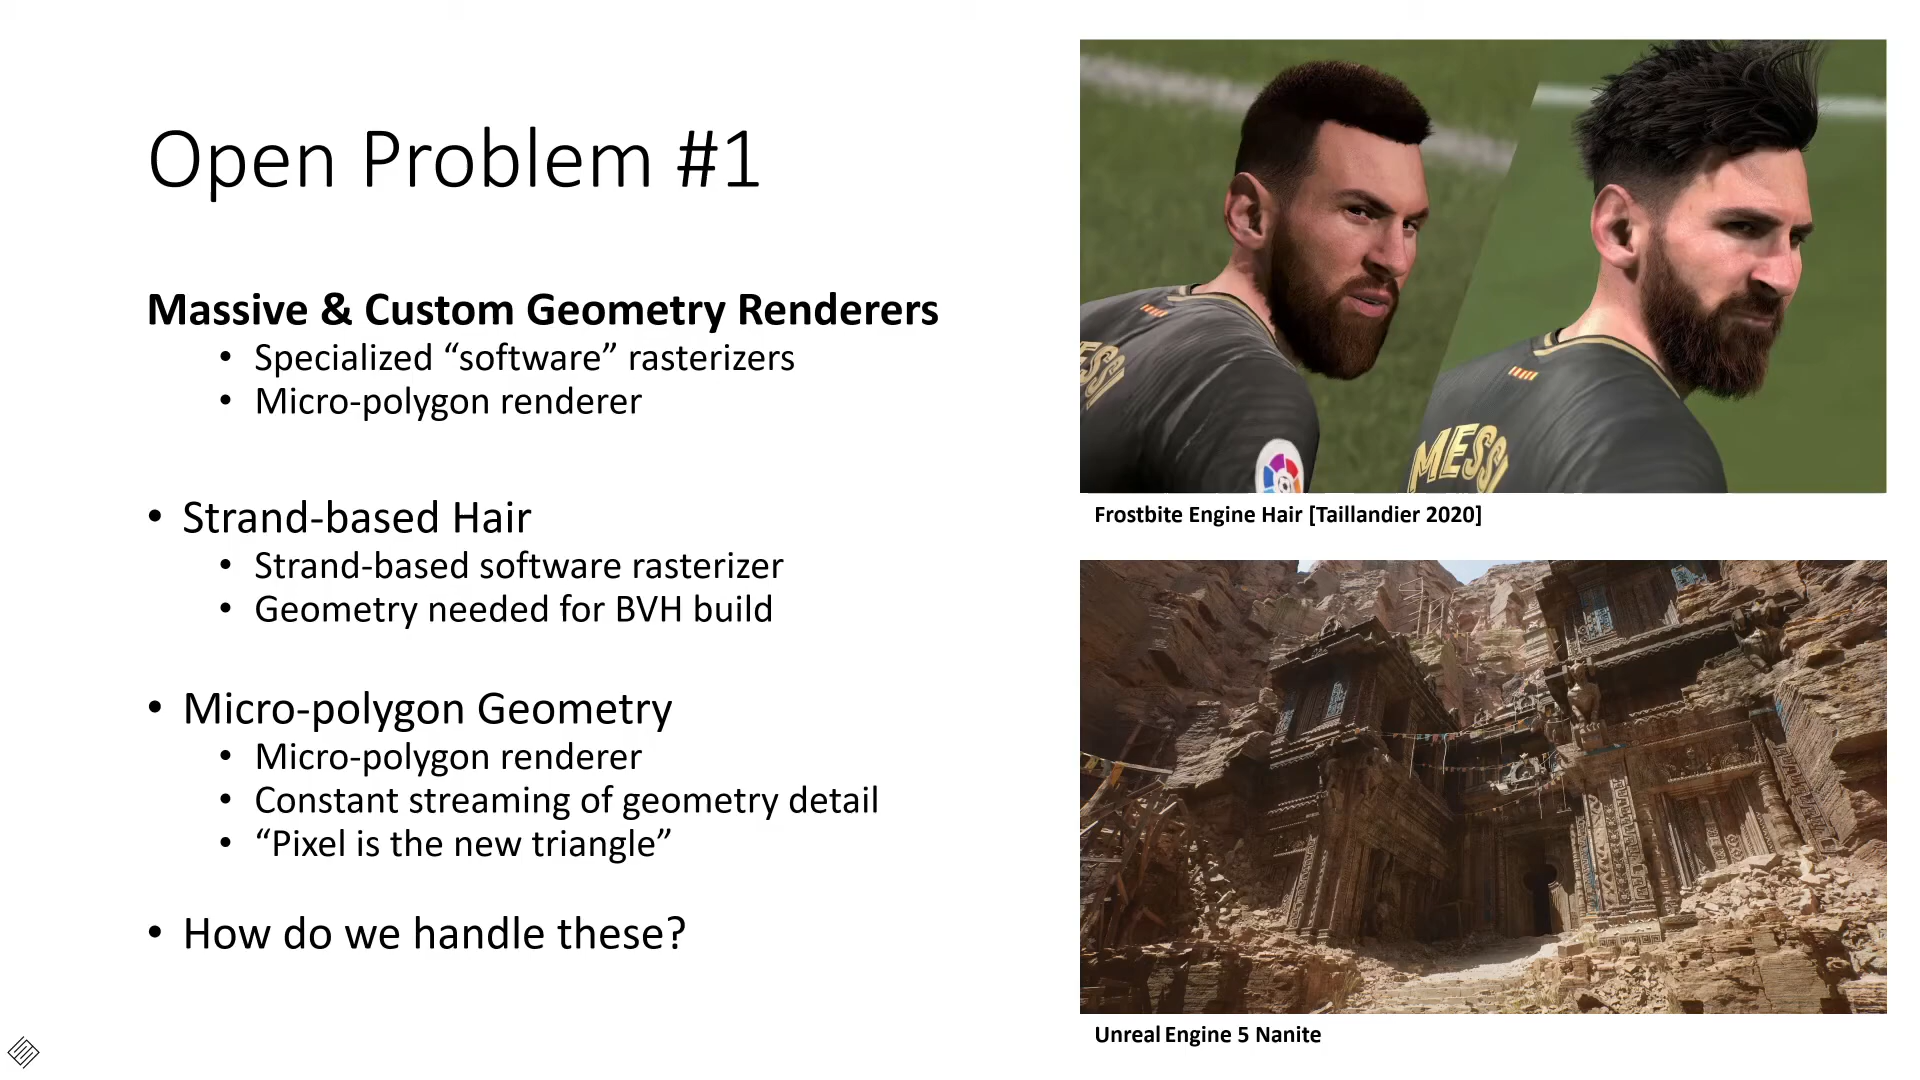 Open Problem #1
Massive & Custom Geometry Renderers
• Specialized “software” rasterizers
• Micro-polygon renderer
• Strand-based Hair
• Strand-based software rasterizer
• Geometry needed for BVH build
• Micro-polygon Geometry
• Micro-polygon renderer
• Constant streaming of geometry detail
• “Pixel is the new triangle”
• How do we handle these?
ESSI
MESSI
Frostbite Engine Hair [Taillandier 2020]
Unreal Engine 5 Nanite